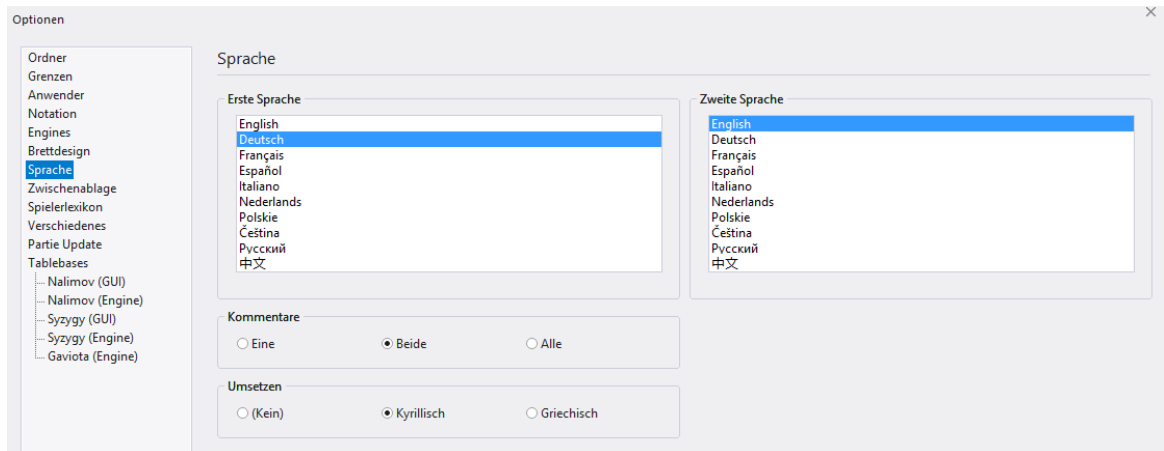 Optionen
Ordner
Grenzen
Anwender
Notation
Engines
Brettdesign
Sprache
Zwischenablage
Spielerlexikon
Verschiedenes
Partie Update
Tablebases
Nalimov (GUI)
Nalimov (Engine)
Syzygy (GUI)
Syzygy (Engine)
Gaviota (Engine)
Sprache
Erste Sprache
English
Deutsch
Français
Español
Italiano
Nederlands
Polskie
Čeština
Русский
中文
Zweite Sprache
English
Deutsch
Français
Español
Italiano
Nederlands
Polskie
Čeština
Русский
中文
Kommentare
Eine Beide Alle
Umsetzen
(Kein) Kyrillisch Griechisch